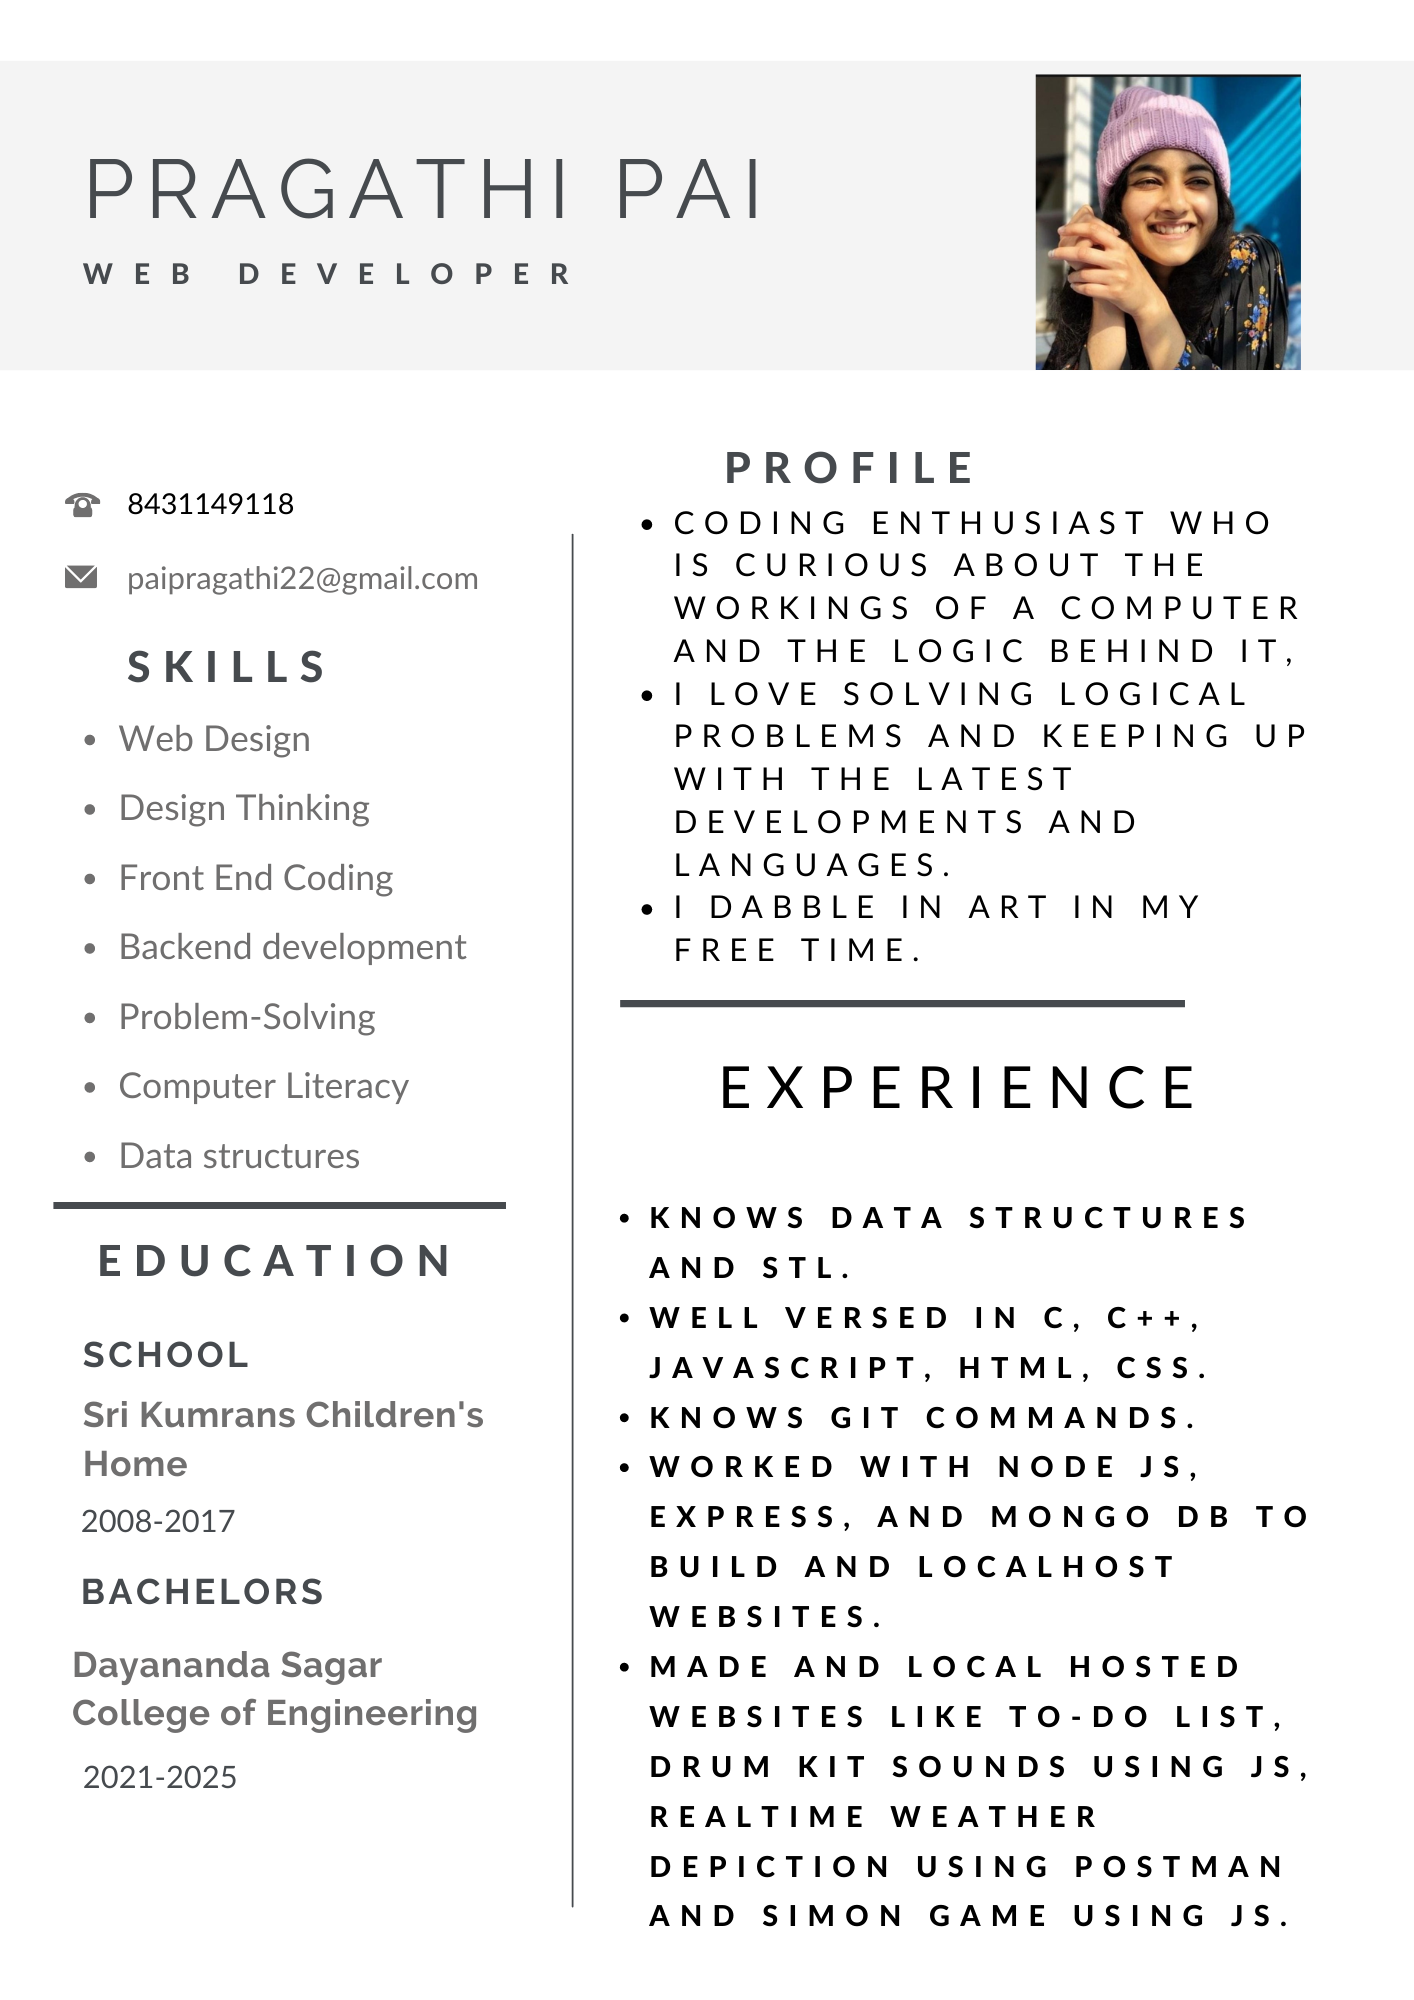 PRAGATHI PAI
WEB DEVELOPER
8431149118
paipragathi22@gmail.com
SKILLS
• Web Design
• Design Thinking
• Front End Coding
• Backend development
• Problem-Solving
• Computer Literacy
• Data structures
EDUCATION
SCHOOL
Sri Kumrans Children's
Home
2008-2017
BACHELORS
Dayananda Sagar
College of Engineering
2021-2025
PROFILE
• CODING ENTHUSIAST WHO
IS CURIOUS ABOUT THE
WORKINGS OF A COMPUTER
AND THE LOGIC BEHIND IT,
• I LOVE SOLVING LOGICAL
PROBLEMS AND KEEPING UP
WITH THE LATEST
DEVELOPMENTS AND
LANGUAGES.
• I DABBLE IN ART IN MY
FREE TIME.
EXPERIENCE
• KNOWS DATA STRUCTURES
AND STL.
• WELL VERSED IN C, C++,
JAVASCRIPT, HTML, CSS.
• KNOWS GIT COMMANDS.
• WORKED WITH NODE JS,
EXPRESS, AND MONGO DB TO
BUILD AND LOCALHOST
WEBSITES.
• MADE AND LOCAL HOSTED
WEBSITES LIKE TO-DO LIST,
DRUM KIT SOUNDS USING JS,
REALTIME WEATHER
DEPICTION USING POSTMAN
AND SIMON GAME USING JS.